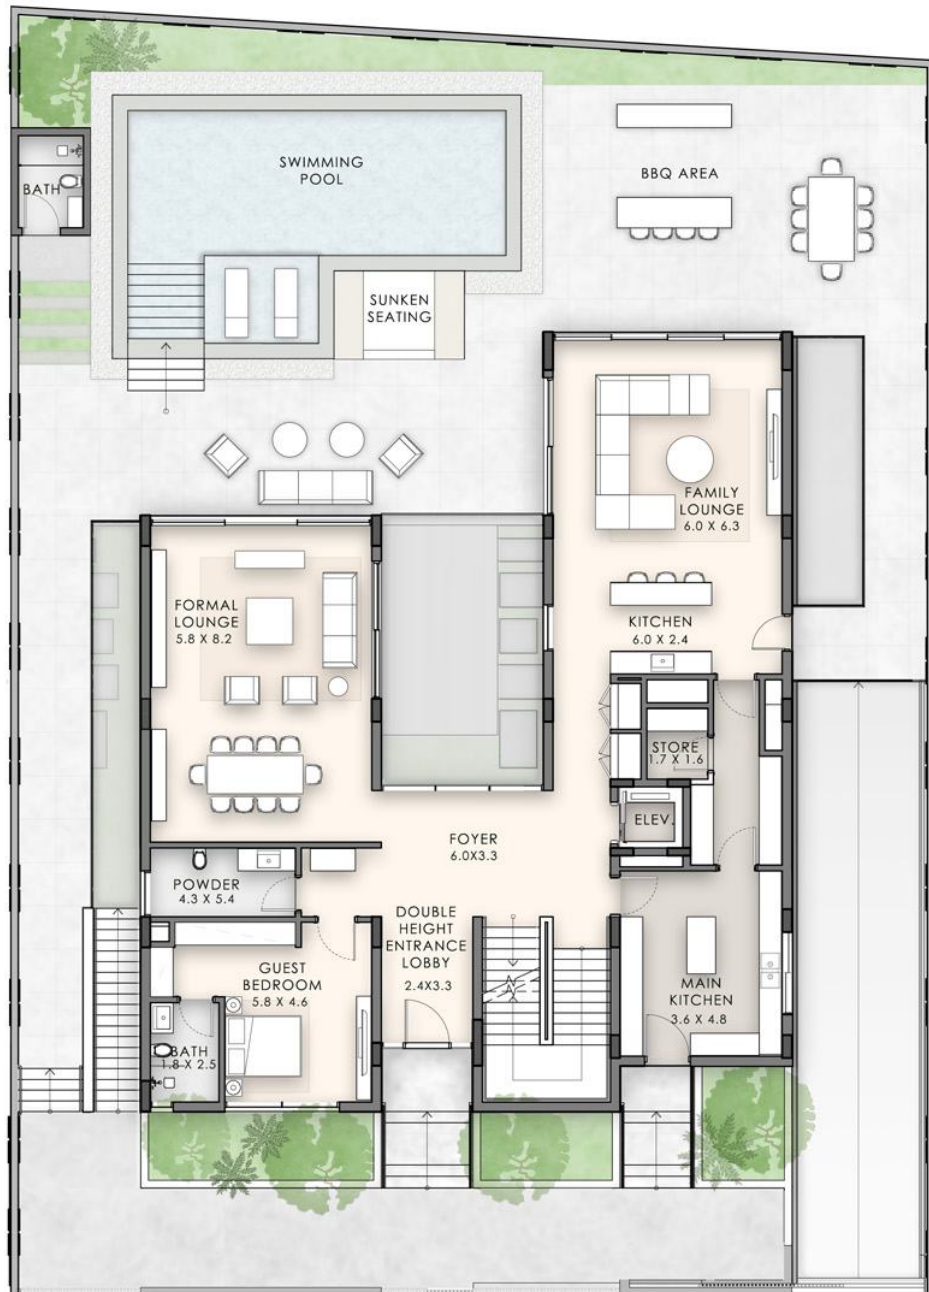 SWIMMING
POOL
BBQ AREA
BATH
SUNKEN
SEATING
FAMILY
LOUNGE
6.0 X 6.3
FORMAL
LOUNGE
5.8 X 8.2
KITCHEN
6.0 X 2.4
STORE
1.7 X 1.6
ELEV.
FOYER
6.0X3.3
POWDER
4.3 X 5.4
DOUBLE
HEIGHT
ENTRANCE
LOBBY
2.4X3.3
GUEST
BEDROOM
5.8 X 4.6
MAIN
KITCHEN
3.6 X 4.8
BATH
1.8 X 2.5